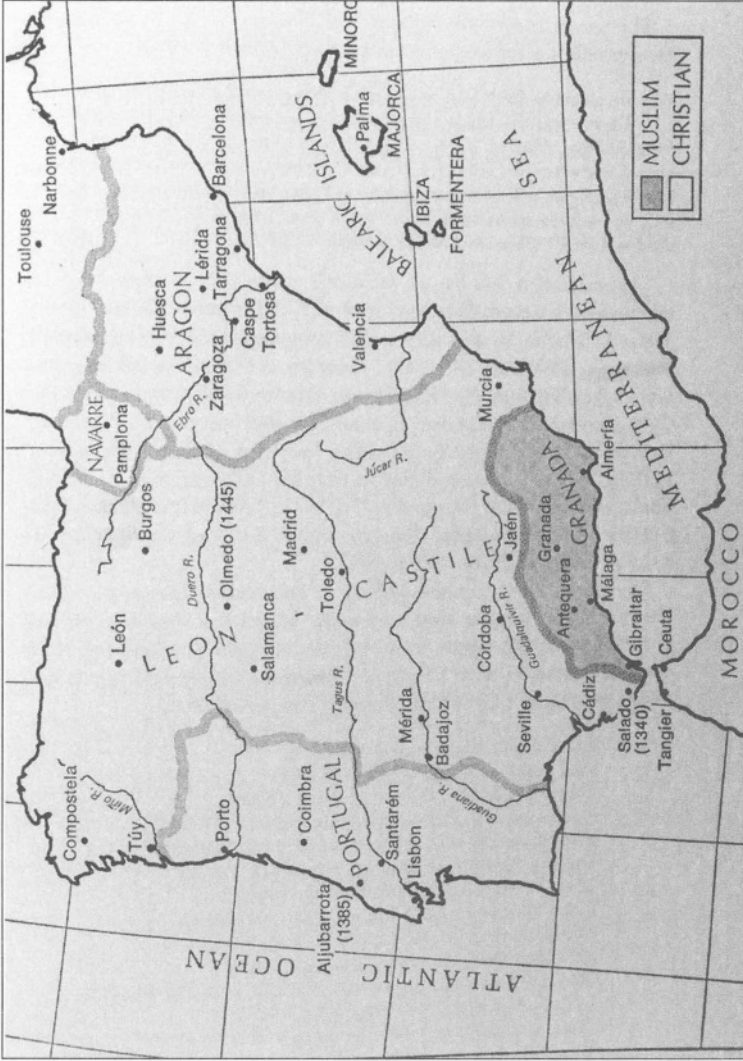 Toulouse
Narbonne
Compostela
León
Burgos
NAVARRE
Pamplona
Huesca
ARAGON
Lérida
Barcelona
Tarragona
Zaragoza
Caspe
Tortosa
Ebro R.
Miño R.
Túy
Porto
Duero R.
Olmedo (1445)
Salamanca
Madrid
Toledo
LEON - CASTILE
Coimbra
PORTUGAL
Tagus R.
Aljubarrota
(1385)
Santarém
Lisbon
Mérida
Badajoz
Guadiana R
Júcar R.
Valencia
BALEARIC ISLANDS
MINORC
Palma
MAJORCA
IBIZA
FORMENTERA
Murcia
Córdoba
Jaén
Guadalquivir R.
Seville
Cádiz
Salado
(1340)
Tangier
Gibraltar
Ceuta
Antequera
Málaga
Granada
GRANADA
Almería
MEDITERRANEAN SEA
ATLANTIC OCEAN
MOROCCO
MUSLIM
CHRISTIAN